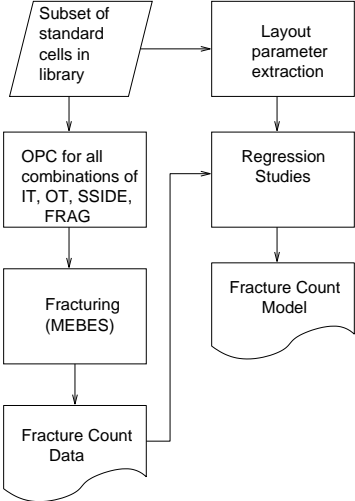 Subset of
standard
cells in
library
Layout
parameter
extraction
OPC for all
combinations of
IT, OT, SSIDE,
FRAG
Regression
Studies
Fracturing
(MEBES)
Fracture Count
Model
Fracture Count
Data